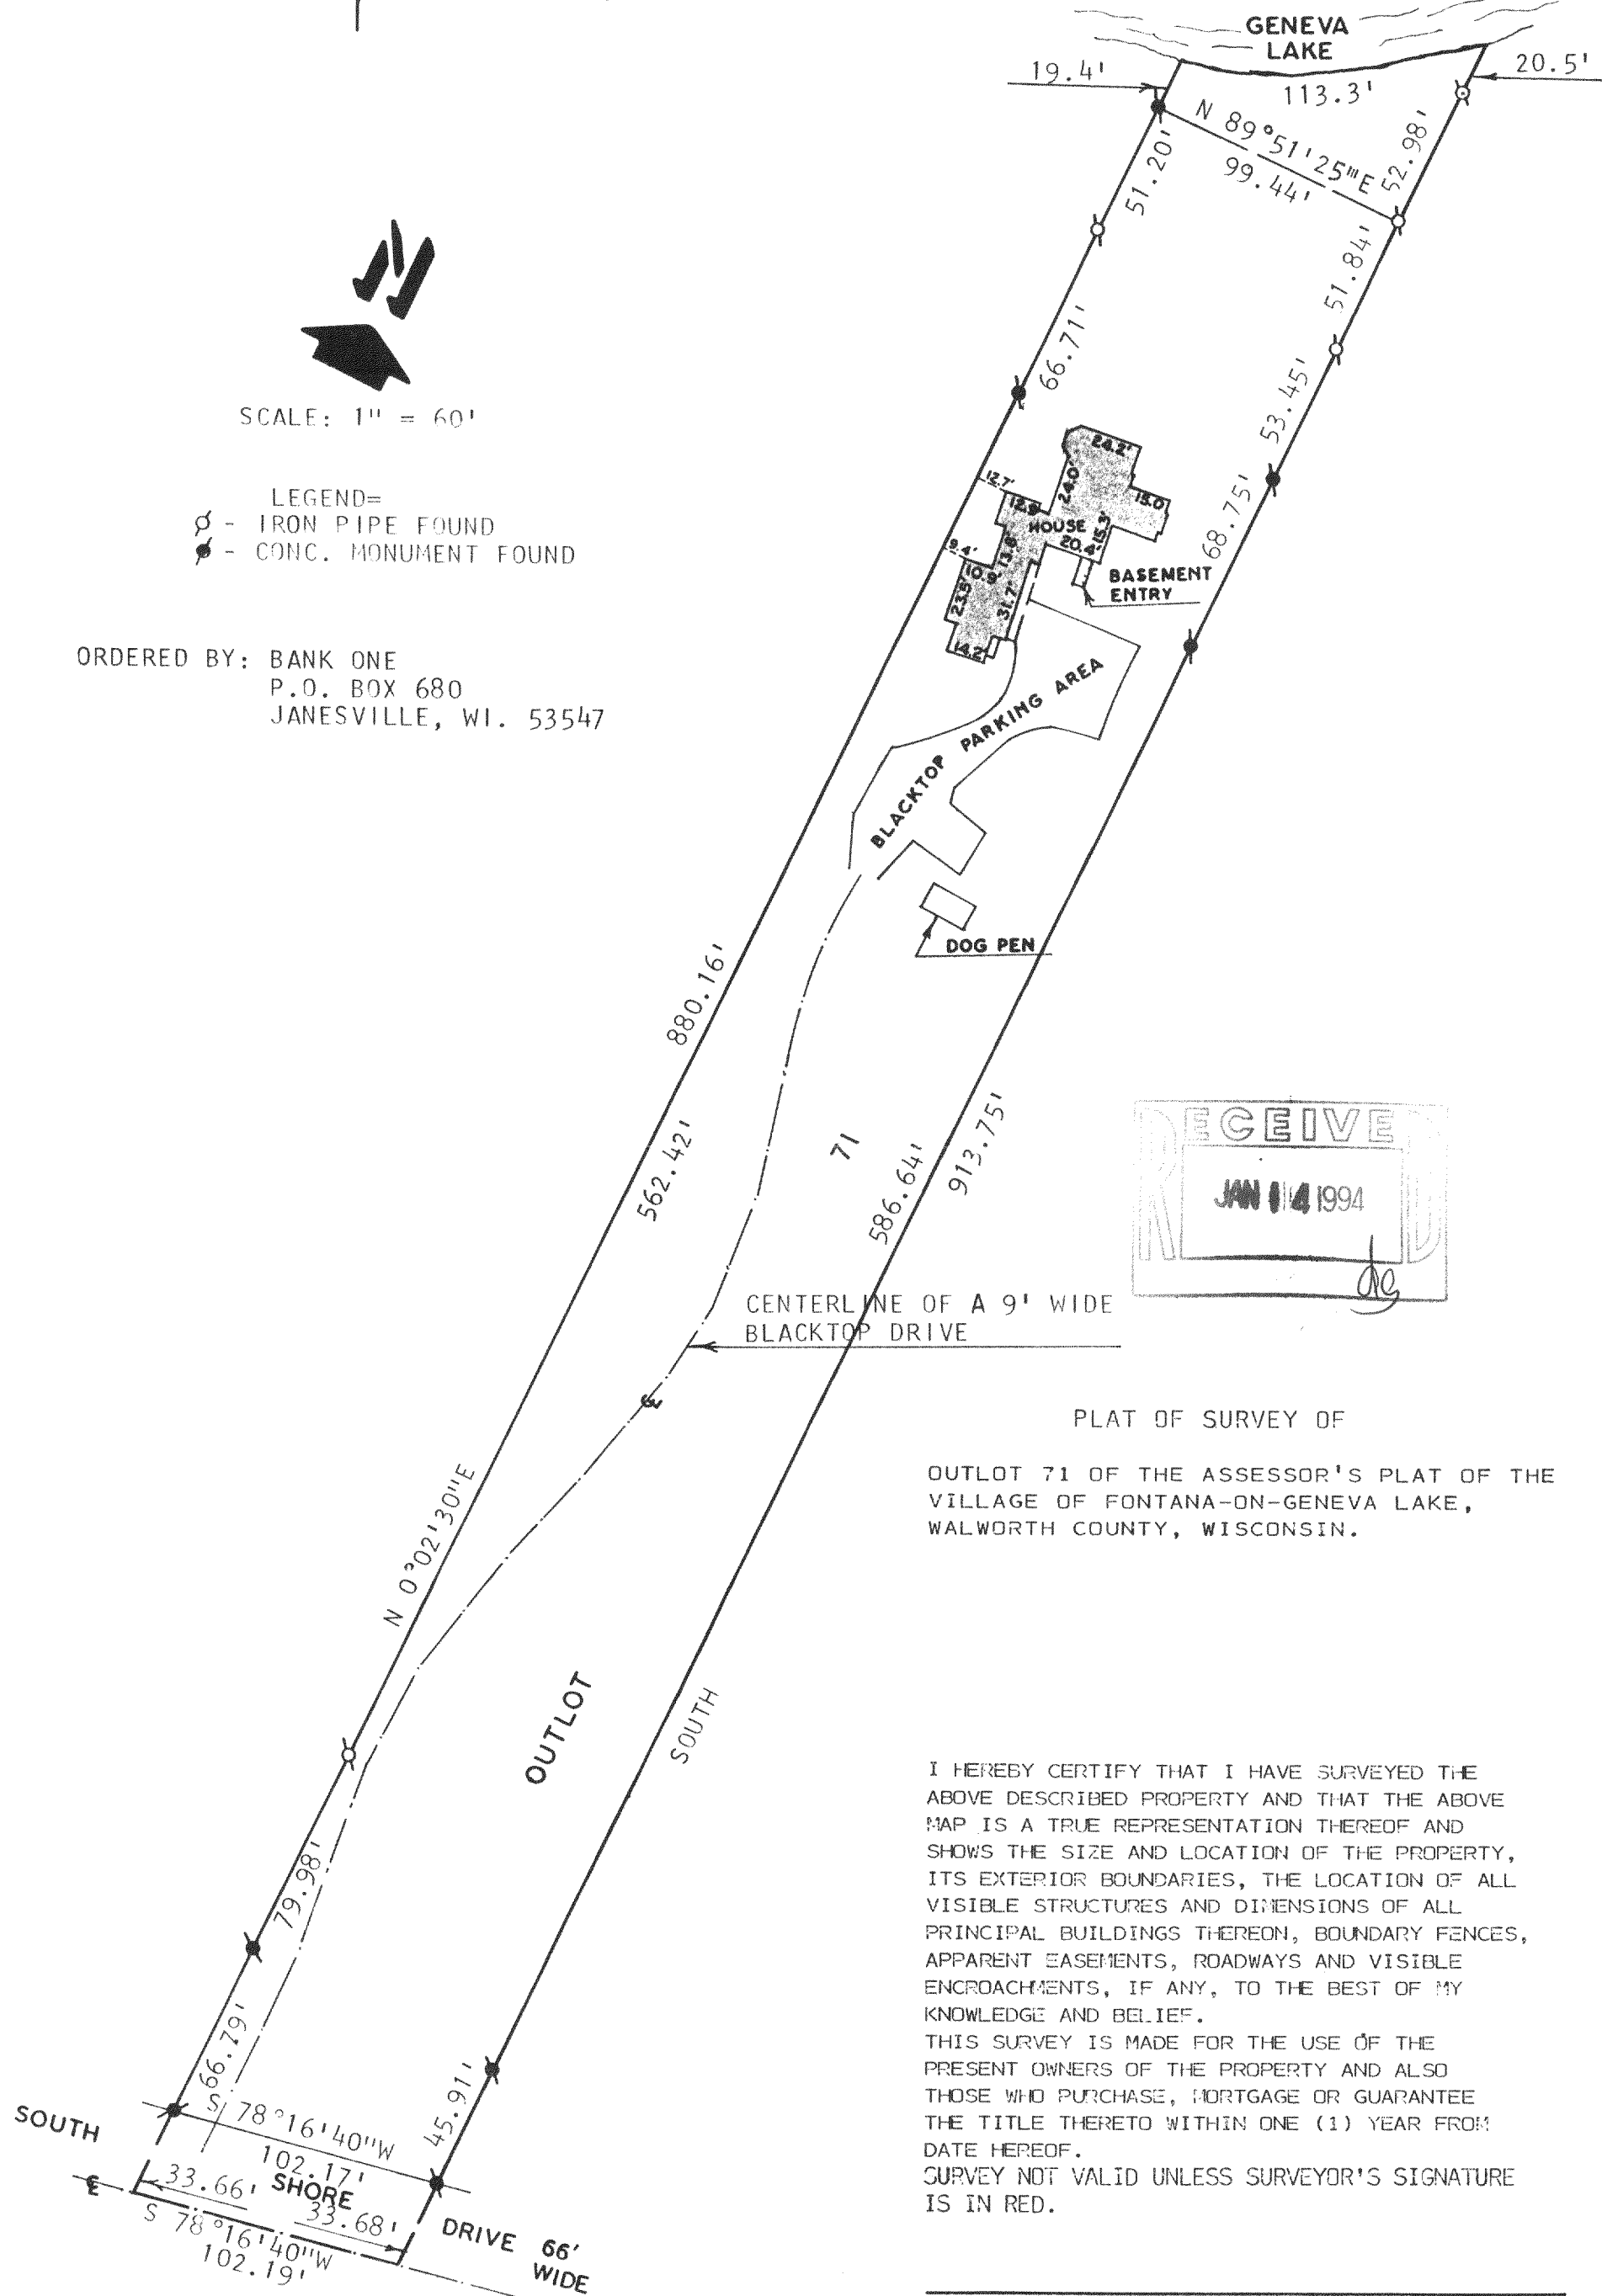 GENEVA
LAKE
19.4'
20.5'
113.3'
N 89°51'25"E
99.44'
51.20'
52.98'
51.84'
66.71'
53.45'
68.75'
SCALE: 1" = 60'
LEGEND=
- IRON PIPE FOUND
- CONC. MONUMENT FOUND
ORDERED BY: BANK ONE
P.O. BOX 680
JANESVILLE, WI. 53547
24.2'
24.0'
15.0'
12.7'
12.9'
HOUSE
15.3'
20.4'
13.8'
9.4'
10.9'
23.5'
31.7'
14.2'
BASEMENT
ENTRY
BLACKTOP PARKING AREA
DOG PEN
880.16'
562.42'
71
586.64'
913.75'
RECEIVED
JAN 14 1994
CENTERLINE OF A 9' WIDE
BLACKTOP DRIVE
PLAT OF SURVEY OF
OUTLOT 71 OF THE ASSESSOR'S PLAT OF THE
VILLAGE OF FONTANA-ON-GENEVA LAKE,
WALWORTH COUNTY, WISCONSIN.
N 0°02'30"E
OUTLOT
SOUTH
I HEREBY CERTIFY THAT I HAVE SURVEYED THE
ABOVE DESCRIBED PROPERTY AND THAT THE ABOVE
MAP IS A TRUE REPRESENTATION THEREOF AND
SHOWS THE SIZE AND LOCATION OF THE PROPERTY,
ITS EXTERIOR BOUNDARIES, THE LOCATION OF ALL
VISIBLE STRUCTURES AND DIMENSIONS OF ALL
PRINCIPAL BUILDINGS THEREON, BOUNDARY FENCES,
APPARENT EASEMENTS, ROADWAYS AND VISIBLE
ENCROACHMENTS, IF ANY, TO THE BEST OF MY
KNOWLEDGE AND BELIEF.
THIS SURVEY IS MADE FOR THE USE OF THE
PRESENT OWNERS OF THE PROPERTY AND ALSO
THOSE WHO PURCHASE, MORTGAGE OR GUARANTEE
THE TITLE THERETO WITHIN ONE (1) YEAR FROM
DATE HEREOF.
SURVEY NOT VALID UNLESS SURVEYOR'S SIGNATURE
IS IN RED.
79.98'
66.79'
45.91'
S 78°16'40"W
102.17'
SOUTH SHORE DRIVE 66'
WIDE
33.66'
33.68'
S 78°16'40"W
102.19'